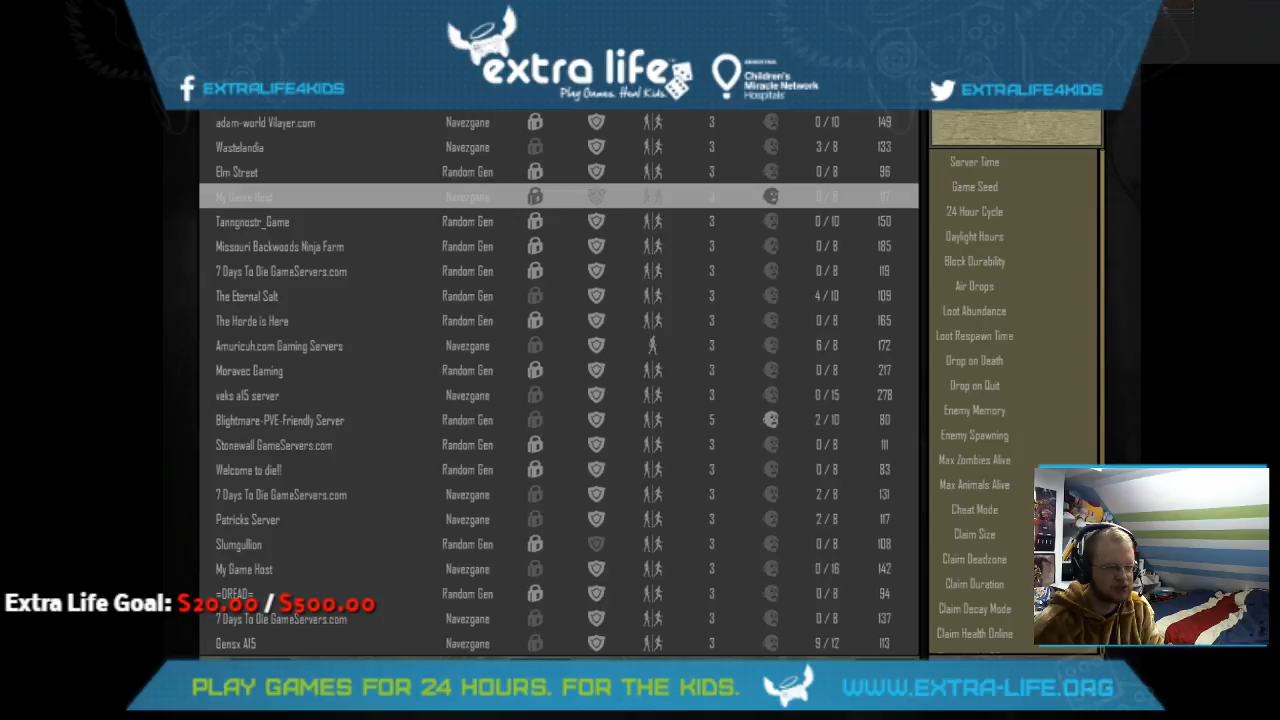 extra life
Play Games. Heal Kids.
Children's
Miracle Network
Hospitals
EXTRALIFE4KIDS
EXTRALIFE4KIDS
adam-world Vilayer.com Navezgane 3 0 / 10 149
Wastelandia Navezgane 3 3 / 8 133
Elm Street Random Gen 3 0 / 8 96
My Game Host Navezgane 3 0 / 8 117
Tanngnostr_Game Random Gen 3 0 / 10 150
Missouri Backwoods Ninja Farm Random Gen 3 0 / 8 185
7 Days To Die GameServers.com Random Gen 3 0 / 8 119
The Eternal Salt Random Gen 3 4 / 10 109
The Horde is Here Random Gen 3 0 / 8 165
Amuricuh.com Gaming Servers Navezgane 3 6 / 8 172
Moravec Gaming Random Gen 3 0 / 8 217
veks a15 server Navezgane 3 0 / 15 278
Blightmare-PVE-Friendly Server Random Gen 5 2 / 10 80
Stonewall GameServers.com Random Gen 3 0 / 8 111
Welcome to die!! Random Gen 3 0 / 8 83
7 Days To Die GameServers.com Navezgane 3 2 / 8 131
Patricks Server Navezgane 3 2 / 8 117
Slumgullion Random Gen 3 0 / 8 108
My Game Host Navezgane 3 0 / 16 142
=DREAD= Random Gen 3 0 / 8 94
7 Days To Die GameServers.com Navezgane 3 0 / 8 137
Gensx A15 Navezgane 3 9 / 12 113
Server Time
Game Seed
24 Hour Cycle
Daylight Hours
Block Durability
Air Drops
Loot Abundance
Loot Respawn Time
Drop on Death
Drop on Quit
Enemy Memory
Enemy Spawning
Max Zombies Alive
Max Animals Alive
Cheat Mode
Claim Size
Claim Deadzone
Claim Duration
Claim Decay Mode
Claim Health Online
Extra Life Goal: $20.00 / $500.00
PLAY GAMES FOR 24 HOURS. FOR THE KIDS.
WWW.EXTRA-LIFE.ORG